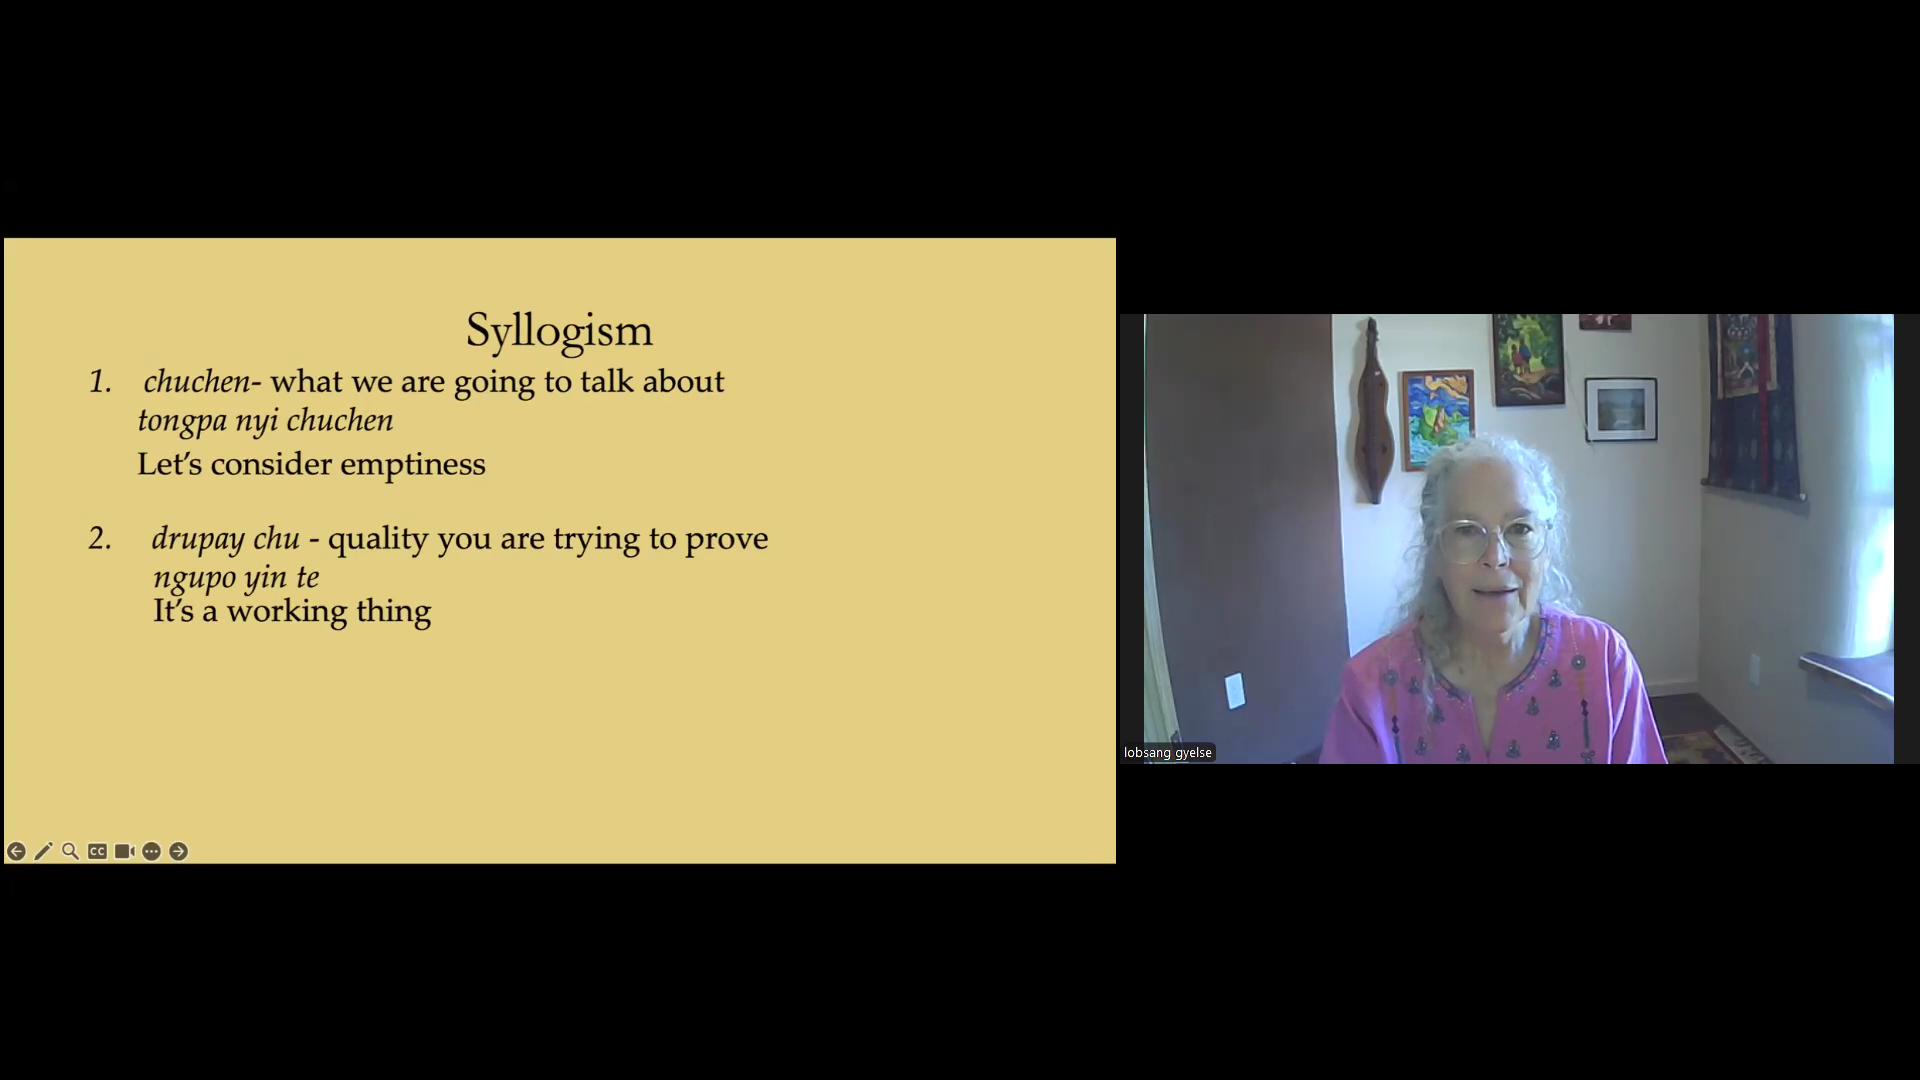 Syllogism
1. chuchen- what we are going to talk about
tongpa nyi chuchen
Let’s consider emptiness
2. drupay chu - quality you are trying to prove
ngupo yin te
It’s a working thing
CC
lobsang gyelse